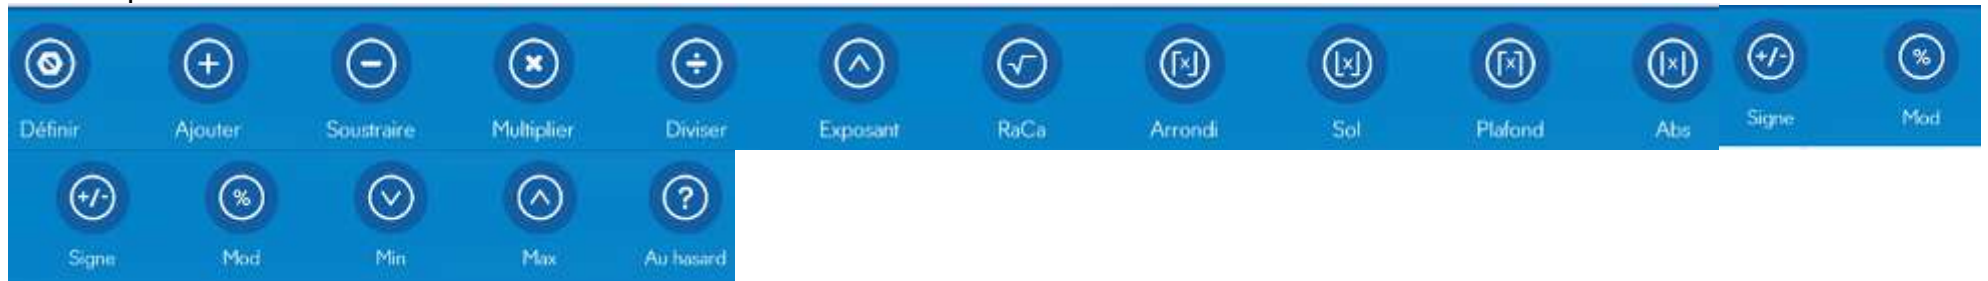 Définir Ajouter Soustraire Multiplier Diviser Exposant RaCa Arrondi Sol Plafond Abs Signe Mod
Signe Mod Min Max Au hasard